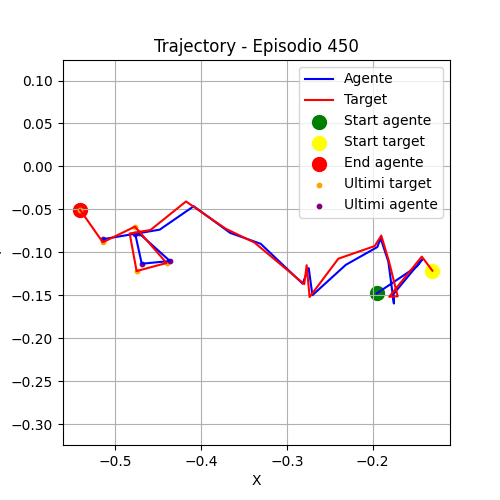 Trajectory - Episodio 450
Agente
Target
Start agente
Start target
End agente
Ultimi target
Ultimi agente
0.10
0.05
0.00
−0.05
−0.10
−0.15
−0.20
−0.25
−0.30
−0.5 −0.4 −0.3 −0.2
X